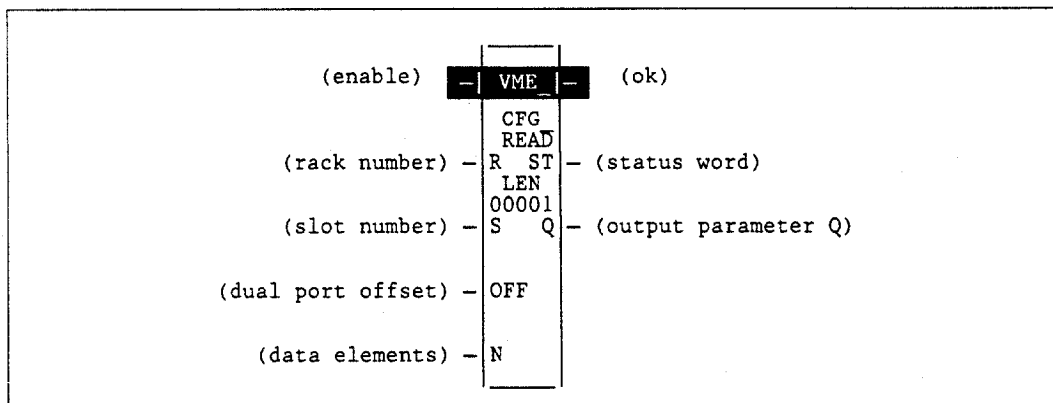 (enable) –| VME_ |– (ok)
CFG_
READ
(rack number) – R ST – (status word)
LEN
00001
(slot number) – S Q – (output parameter Q)
(dual port offset) – OFF
(data elements) – N